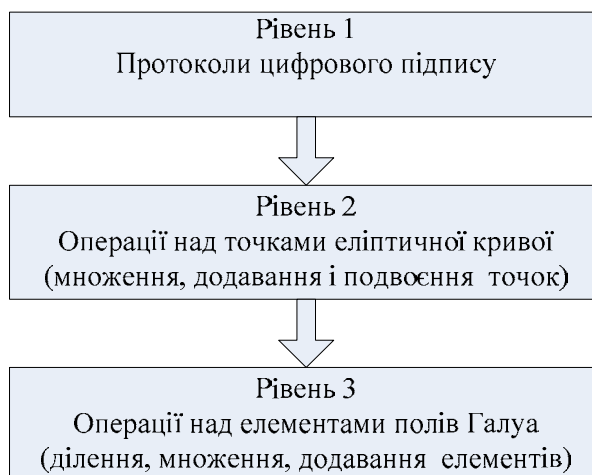 Рівень 1
Протоколи цифрового підпису
Рівень 2
Операції над точками еліптичної кривої
(множення, додавання і подвоєння точок)
Рівень 3
Операції над елементами полів Галуа
(ділення, множення, додавання елементів)